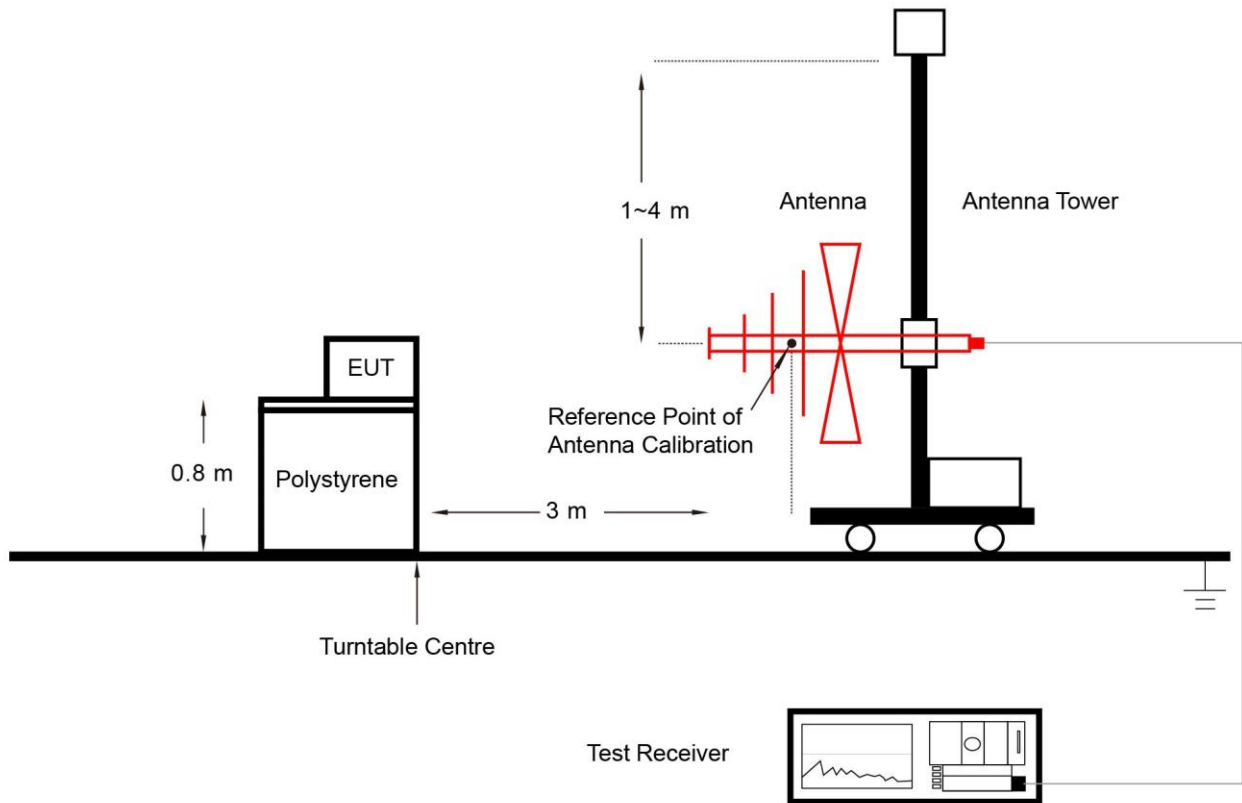 1~4 m
Antenna
Antenna Tower
EUT
Reference Point of
Antenna Calibration
0.8 m
Polystyrene
3 m
Turntable Centre
Test Receiver